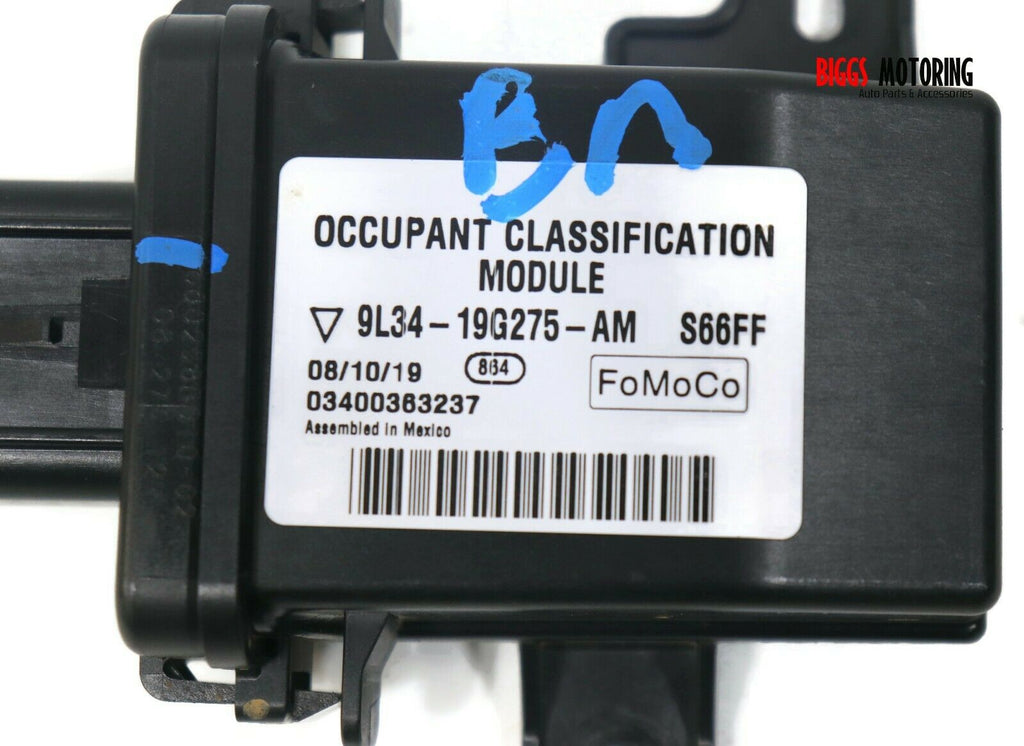 BIGGS MOTORING
Auto Parts & Accessories
BN
OCCUPANT CLASSIFICATION
MODULE
9L34-19G275-AM S66FF
08/10/19 864 FoMoCo
03400363237
Assembled in Mexico